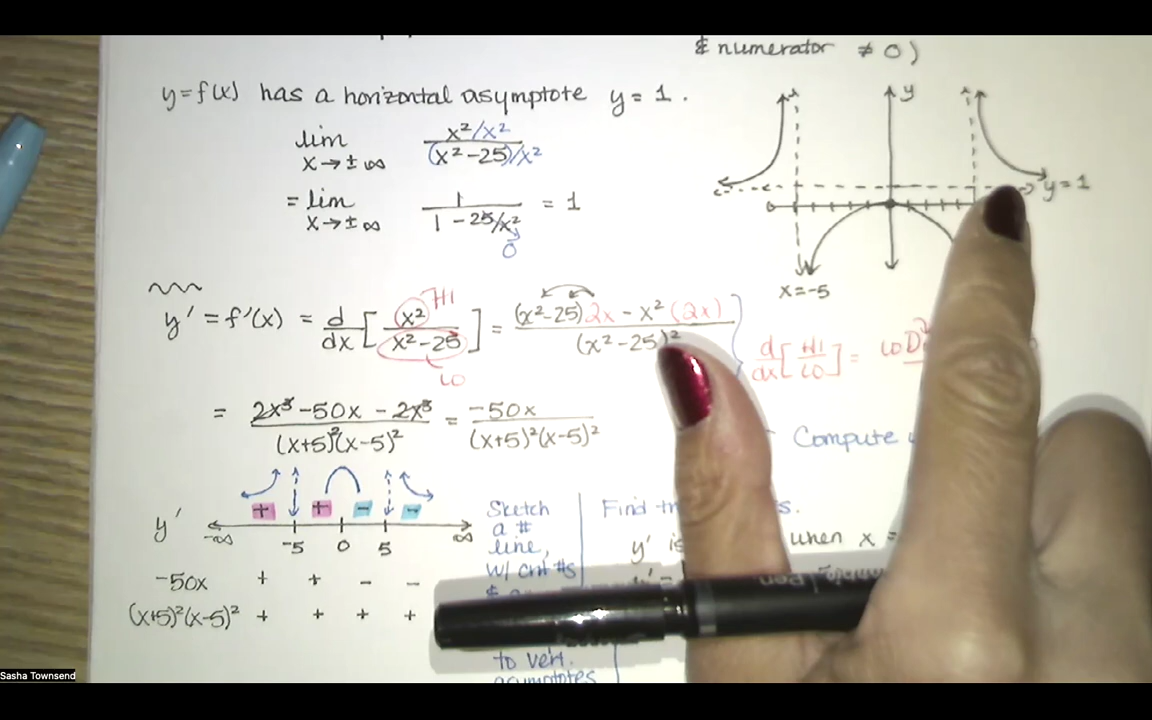 & numerator ≠ 0)
y=f(x) has a horizontal asymptote y = 1.
lim x→±∞ x²/x² / (x²-25)/x²
= lim x→±∞ 1 / 1 - 25/x² = 1
0
y
y=1
x=-5
y' = f'(x) = d/dx [ x² / x²-25 ] = (x²-25)2x - x²(2x) / (x²-25)²
HI
LO
d/dx [ HI / LO ] = LO D
= 2x³ -50x - 2x³ / (x+5)²(x-5)² = -50x / (x+5)²(x-5)²
Compute
+ + - -
y' -∞ -5 0 5 ∞
-50x + + - -
(x+5)²(x-5)² + + + +
Sketch
a #
line,
w/ crit #s
&
to vert.
asymptotes
Find
y' is when x =
Sasha Townsend